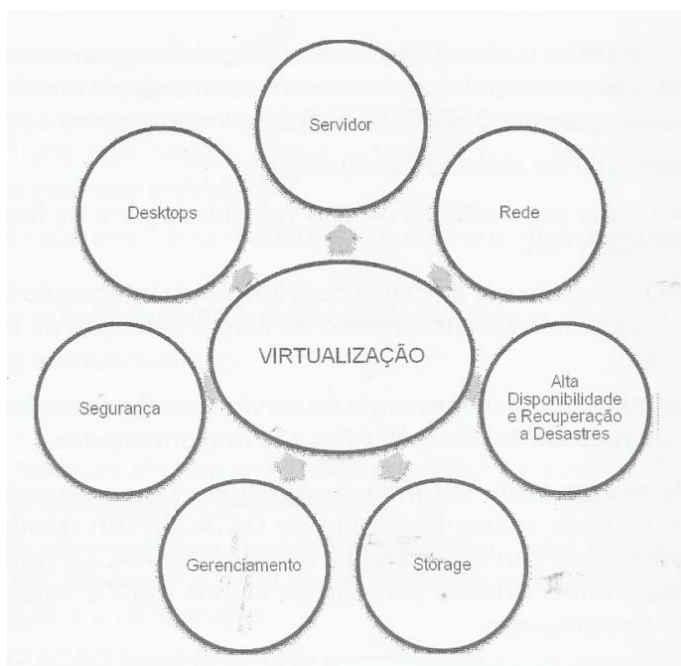 Servidor
Desktops
Rede
VIRTUALIZAÇÃO
Segurança
Alta
Disponibilidade
e Recuperação
a Desastres
Gerenciamento
Storage